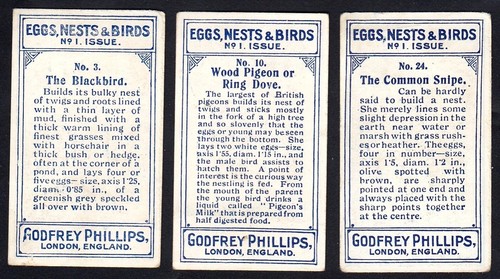 EGGS, NESTS & BIRDS
Nº 1. ISSUE.
No. 3.
The Blackbird.
Builds its bulky nest
of twigs and roots lined
with a thin layer of
mud, finished with a
thick warm lining of
finest grasses mixed
with horsehair in a
thick bush or hedge,
often at the corner of a
pond, and lays four or
five eggs—size, axis 1'25,
diam. 0'85 in., of a
greenish grey speckled
all over with brown.
GODFREY PHILLIPS,
LONDON, ENGLAND.
EGGS, NESTS & BIRDS
Nº 1. ISSUE.
No. 10.
Wood Pigeon or
Ring Dove.
The largest of British
pigeons builds its nest of
twigs and sticks mostly
in the fork of a high tree
and so slovenly that the
eggs or young may be seen
through the bottom. She
lays two white eggs—size,
axis 1'85, diam. 1'15 in., and
the male bird assists to
hatch them. A point of
interest is the curious way
the nestling is fed. From
the mouth of the parent
the young bird drinks a
liquid called "Pigeon's
Milk" that is prepared from
half digested food.
GODFREY PHILLIPS,
LONDON, ENGLAND.
EGGS, NESTS & BIRDS
Nº 1. ISSUE.
No. 24.
The Common Snipe.
Can be hardly
said to build a nest.
She merely lines some
slight depression in the
earth near water or
marsh with grass rush-
es or heather. The eggs,
four in number—size,
axis 1'5, diam. 1'2 in.,
olive spotted with
brown, are sharply
pointed at one end and
always placed with the
sharp points together
at the centre.
GODFREY PHILLIPS,
LONDON, ENGLAND.